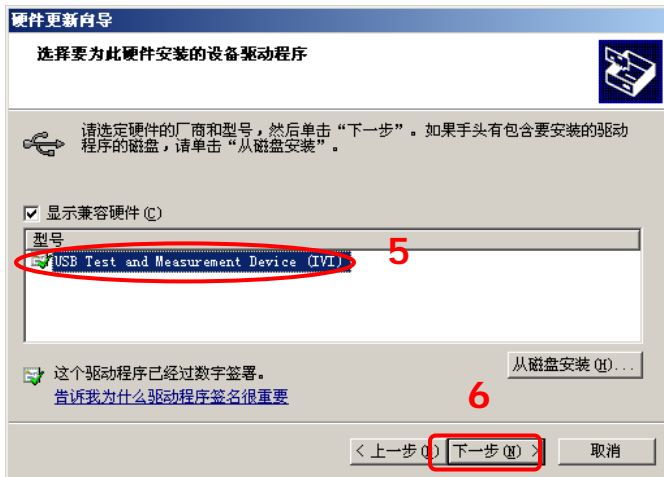 硬件更新向导
选择要为此硬件安装的设备驱动程序
请选定硬件的厂商和型号，然后单击“下一步”。如果手头有包含要安装的驱动
程序的磁盘，请单击“从磁盘安装”。
显示兼容硬件(C)
型号
USB Test and Measurement Device (IVI)
5
这个驱动程序已经过数字签署。
从磁盘安装(H)...
告诉我为什么驱动程序签名很重要
6
< 上一步( )
下一步(N) >
取消